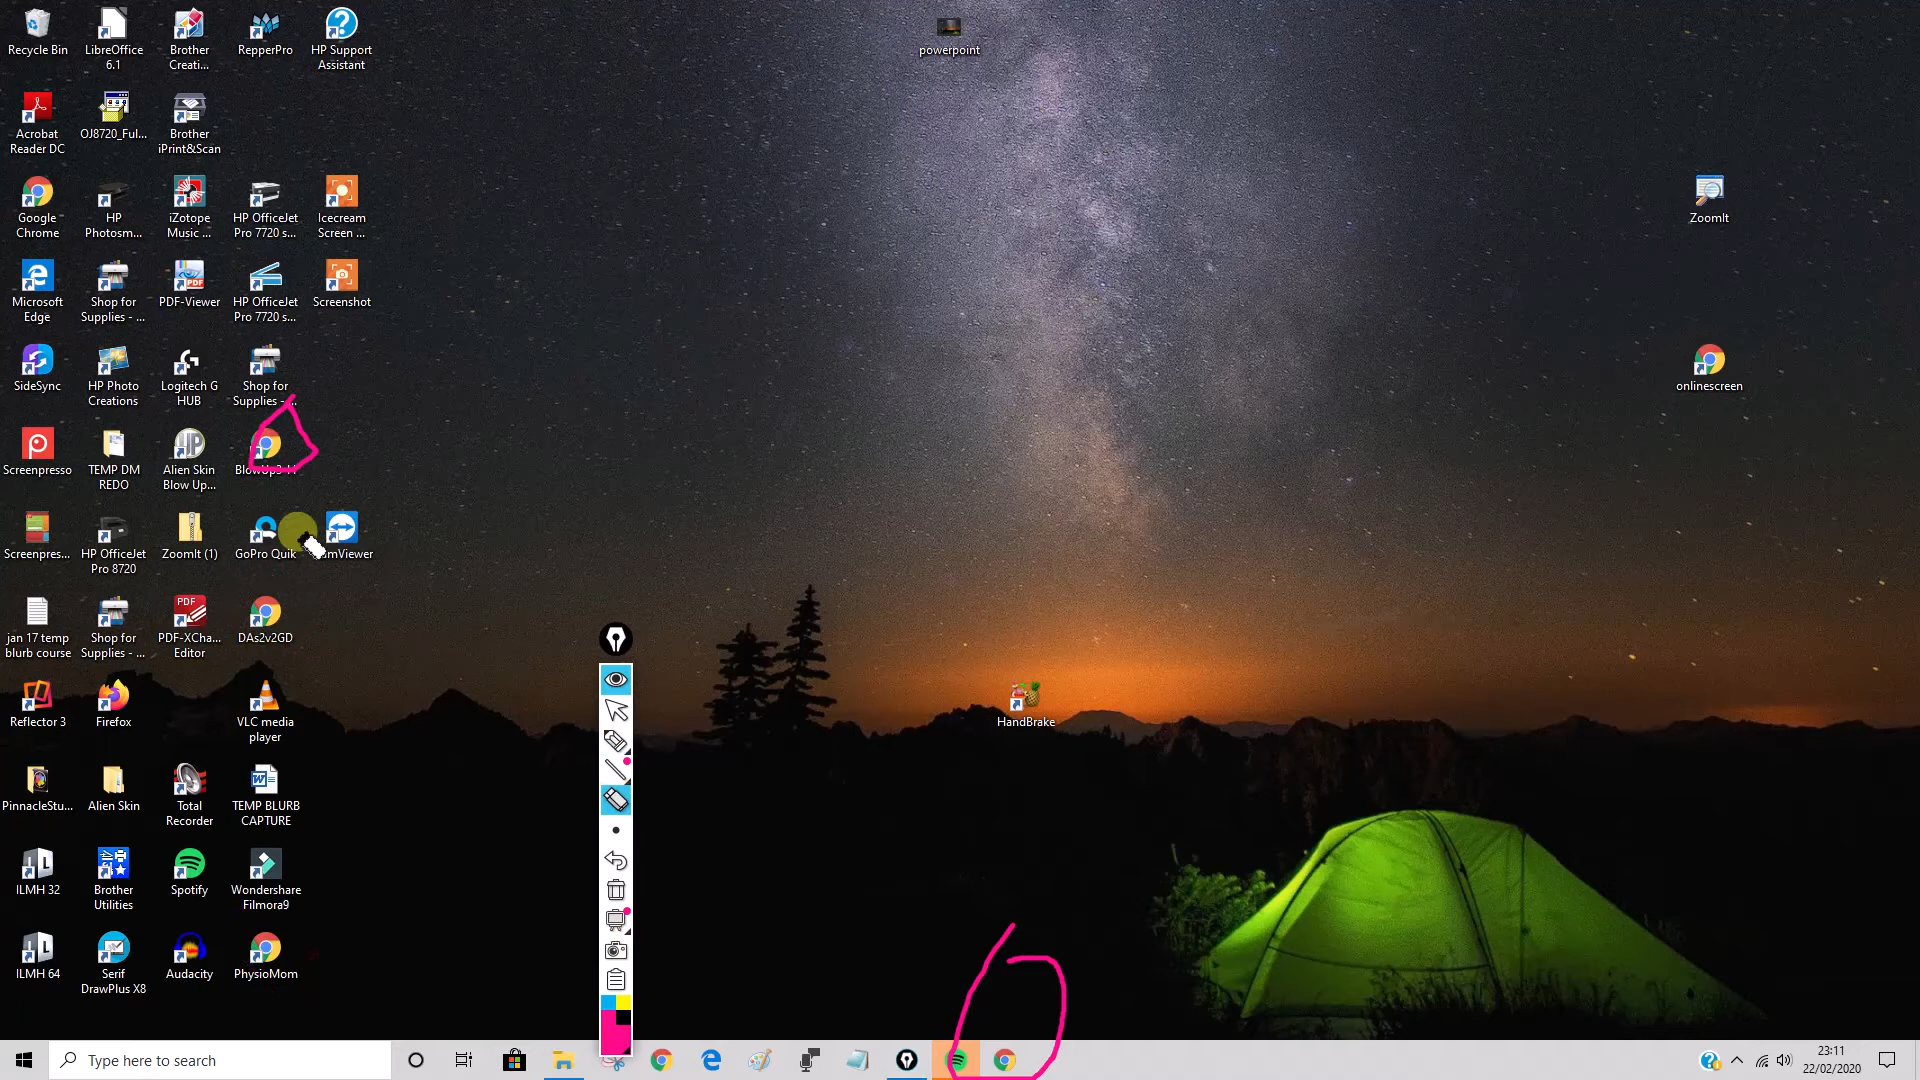 Recycle Bin
LibreOffice
6.1
Brother
Creati...
RepperPro
HP Support
Assistant
powerpoint
Acrobat
Reader DC
OJ8720_Ful...
Brother
iPrint&Scan
Google
Chrome
HP
Photosm...
iZotope
Music ...
HP OfficeJet
Pro 7720 s...
Icecream
Screen ...
ZoomIt
Microsoft
Edge
Shop for
Supplies - ...
PDF-Viewer
HP OfficeJet
Pro 7720 s...
Screenshot
SideSync
HP Photo
Creations
Logitech G
HUB
Shop for
Supplies - ...
onlinescreen
Screenpresso
TEMP DM
REDO
Alien Skin
Blow Up...
Screenpres...
HP OfficeJet
Pro 8720
ZoomIt (1)
GoPro Quik
mViewer
jan 17 temp
blurb course
Shop for
Supplies - ...
PDF
PDF-XCha...
Editor
DAs2v2GD
Reflector 3
Firefox
VLC media
player
HandBrake
PinnacleStu...
Alien Skin
Total
Recorder
TEMP BLURB
CAPTURE
ILMH 32
Brother
Utilities
Spotify
Wondershare
Filmora9
ILMH 64
Serif
DrawPlus X8
Audacity
PhysioMom
Type here to search
23:11
22/02/2020